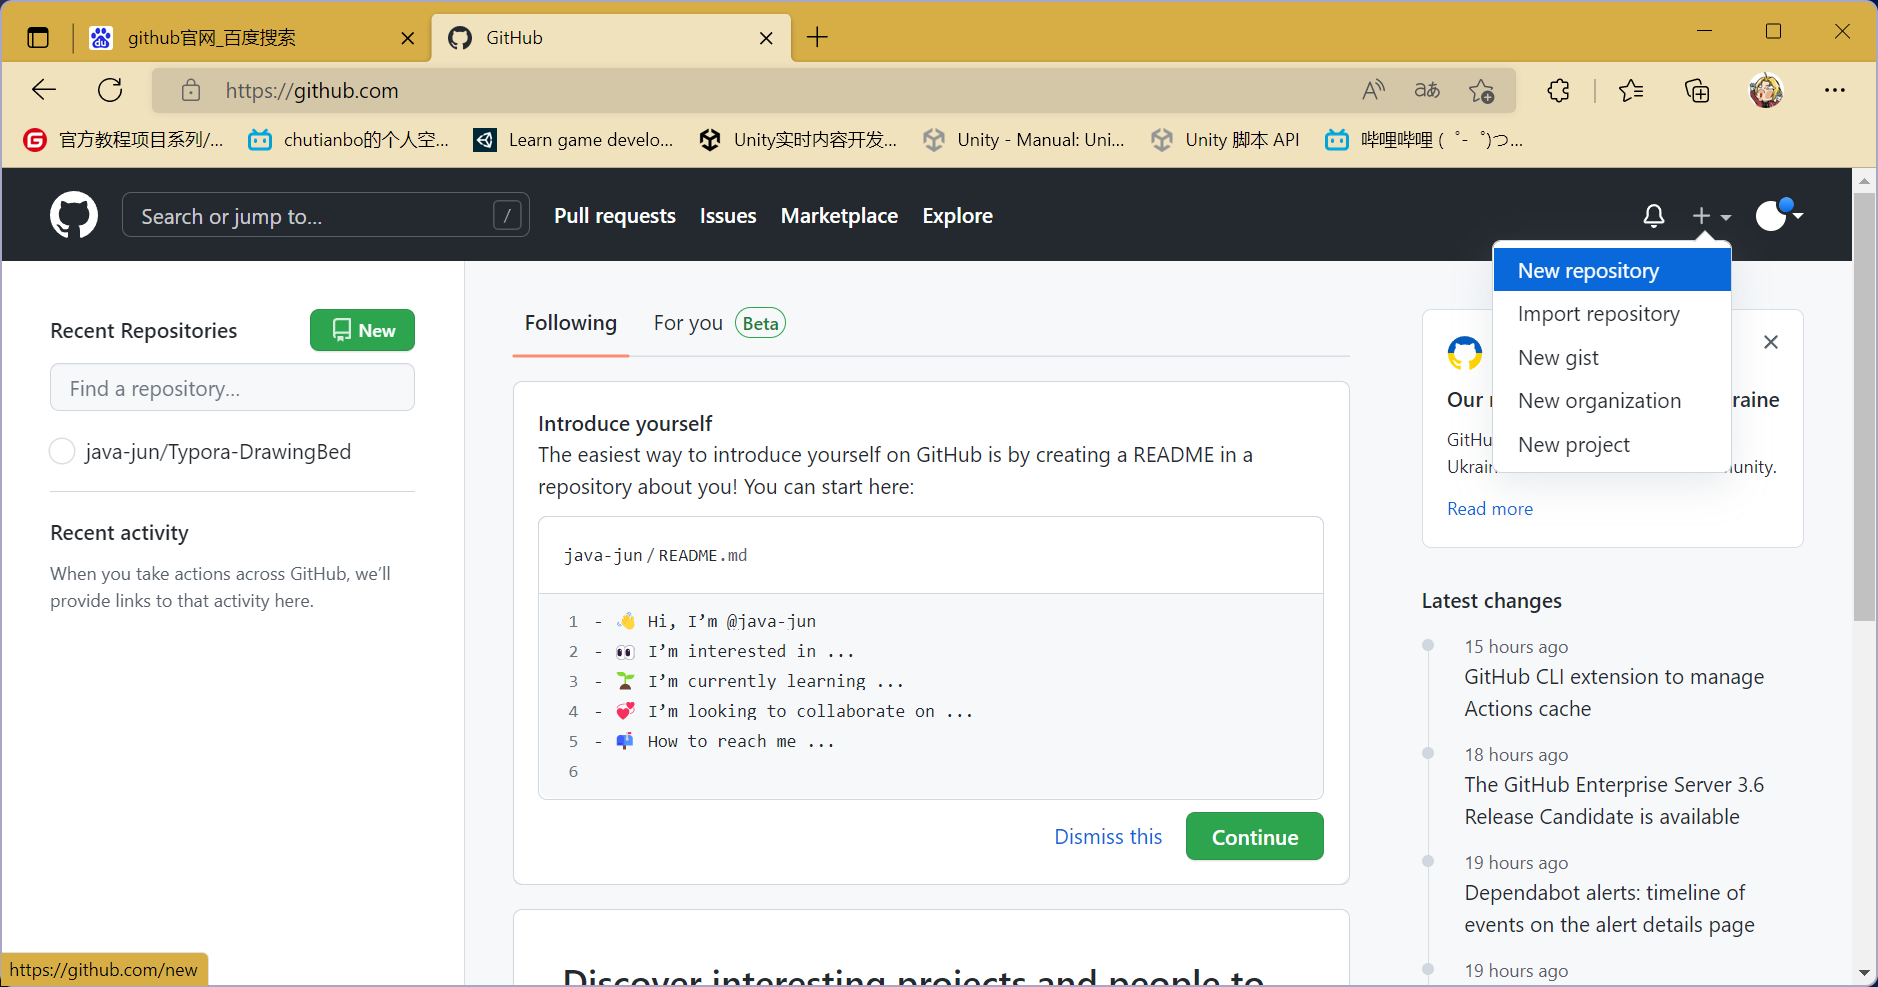 github官网_百度搜索
GitHub
https://github.com
A
aあ
官方教程项目系列/...
chutianbo的个人空...
Learn game develo...
Unity实时内容开发...
Unity - Manual: Uni...
Unity 脚本 API
哔哩哔哩 ( ゜- ゜)つ...
Search or jump to...
/
Pull requests
Issues
Marketplace
Explore
New repository
Import repository
New gist
New organization
New project
Recent Repositories
New
Find a repository...
java-jun/Typora-DrawingBed
Recent activity
When you take actions across GitHub, we’ll
provide links to that activity here.
Following
For you
Beta
Introduce yourself
The easiest way to introduce yourself on GitHub is by creating a README in a
repository about you! You can start here:
java-jun / README.md
1 - 👋 Hi, I’m @java-jun
2 - 👀 I’m interested in ...
3 - 🌱 I’m currently learning ...
4 - 💞️ I’m looking to collaborate on ...
5 - 📫 How to reach me ...
6
Dismiss this
Continue
Discover interesting projects and people to
Our
raine
GitHu
Ukrain
unity.
Read more
Latest changes
15 hours ago
GitHub CLI extension to manage
Actions cache
18 hours ago
The GitHub Enterprise Server 3.6
Release Candidate is available
19 hours ago
Dependabot alerts: timeline of
events on the alert details page
19 hours ago
https://github.com/new